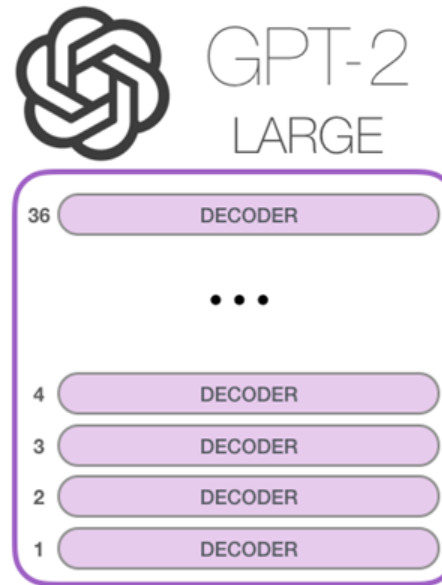 GPT-2
LARGE
36 DECODER
•••
4 DECODER
3 DECODER
2 DECODER
1 DECODER